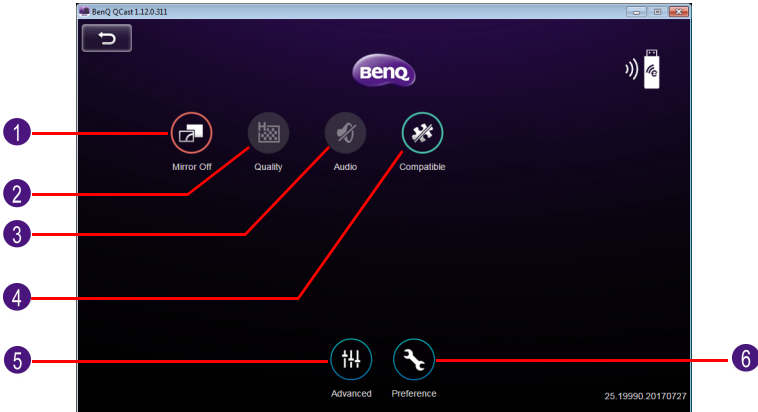 BenQ QCast 1.12.0.311
BenQ
1
Mirror Off Quality Audio Compatible
2
3
4
5
6
Advanced Preference
25.19990.20170727